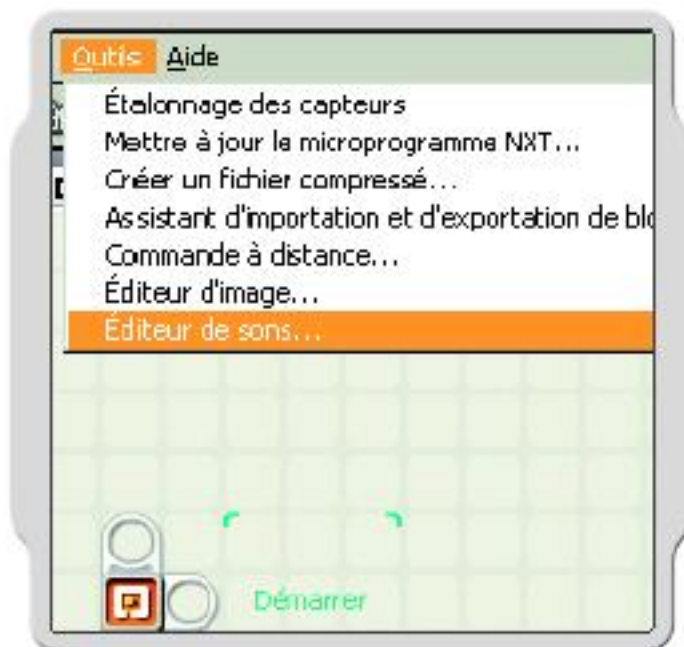 Outils Aide
Étalonnage des capteurs
Mettre à jour le microprogramme NXT...
Créer un fichier compressé...
Assistant d'importation et d'exportation de
Commande à distance...
Éditeur d'image...
Éditeur de sons...
Démarrer